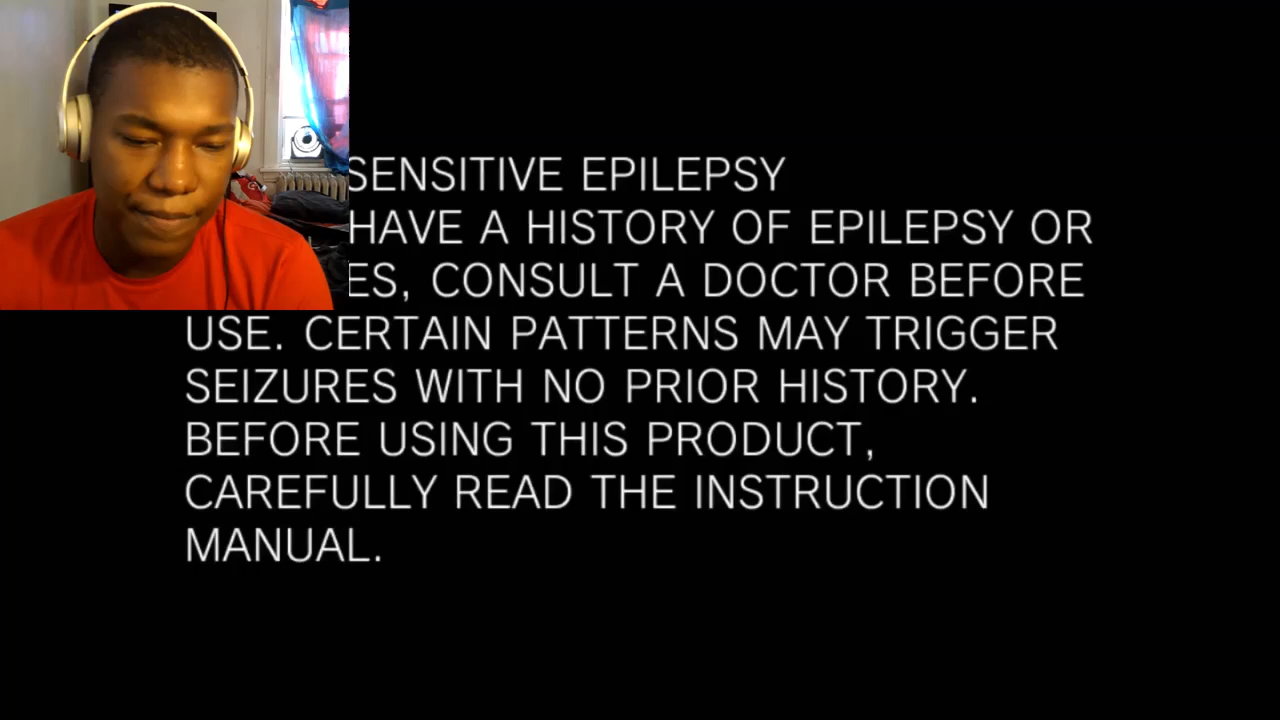 SENSITIVE EPILEPSY
HAVE A HISTORY OF EPILEPSY OR
ES, CONSULT A DOCTOR BEFORE
USE. CERTAIN PATTERNS MAY TRIGGER
SEIZURES WITH NO PRIOR HISTORY.
BEFORE USING THIS PRODUCT,
CAREFULLY READ THE INSTRUCTION
MANUAL.